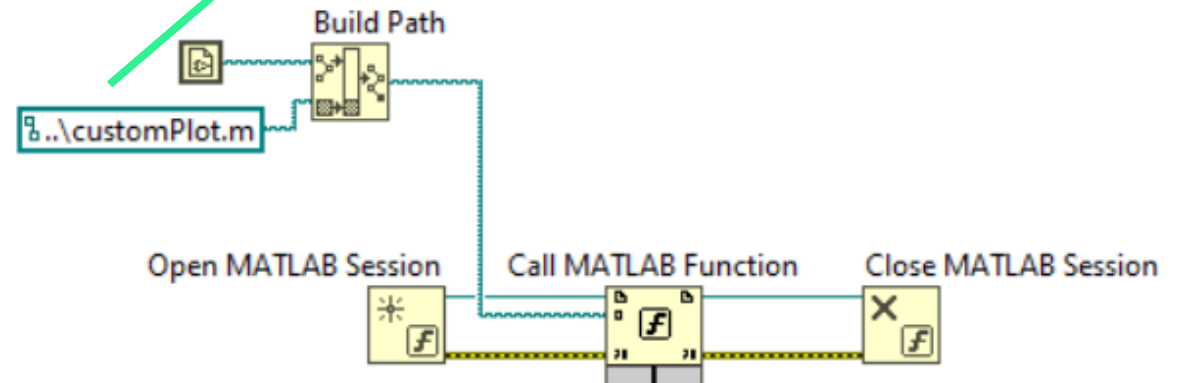 Build Path
..\customPlot.m
Open MATLAB Session
Call MATLAB Function
Close MATLAB Session